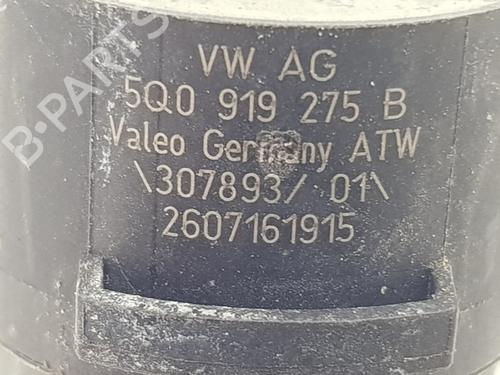 VW AG
5Q0 919 275 B
Valeo Germany ATW
\307893/ 01\
2607161915
B-PARTS